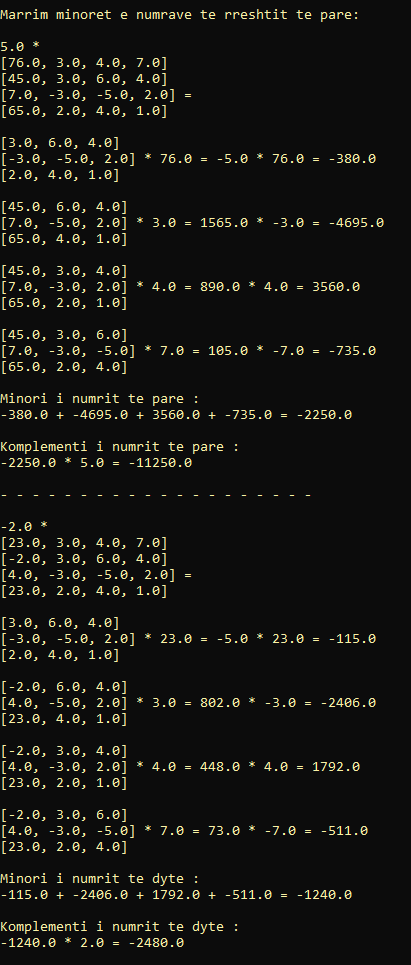 Marrim minoret e numrave te rreshtit te pare:
5.0 *
[76.0, 3.0, 4.0, 7.0]
[45.0, 3.0, 6.0, 4.0]
[7.0, -3.0, -5.0, 2.0] =
[65.0, 2.0, 4.0, 1.0]
[3.0, 6.0, 4.0]
[-3.0, -5.0, 2.0] * 76.0 = -5.0 * 76.0 = -380.0
[2.0, 4.0, 1.0]
[45.0, 6.0, 4.0]
[7.0, -5.0, 2.0] * 3.0 = 1565.0 * -3.0 = -4695.0
[65.0, 4.0, 1.0]
[45.0, 3.0, 4.0]
[7.0, -3.0, 2.0] * 4.0 = 890.0 * 4.0 = 3560.0
[65.0, 2.0, 1.0]
[45.0, 3.0, 6.0]
[7.0, -3.0, -5.0] * 7.0 = 105.0 * -7.0 = -735.0
[65.0, 2.0, 4.0]
Minori i numrit te pare :
-380.0 + -4695.0 + 3560.0 + -735.0 = -2250.0
Komplementi i numrit te pare :
-2250.0 * 5.0 = -11250.0
- - - - - - - - - - - - - - - - - - - -
-2.0 *
[23.0, 3.0, 4.0, 7.0]
[-2.0, 3.0, 6.0, 4.0]
[4.0, -3.0, -5.0, 2.0] =
[23.0, 2.0, 4.0, 1.0]
[3.0, 6.0, 4.0]
[-3.0, -5.0, 2.0] * 23.0 = -5.0 * 23.0 = -115.0
[2.0, 4.0, 1.0]
[-2.0, 6.0, 4.0]
[4.0, -5.0, 2.0] * 3.0 = 802.0 * -3.0 = -2406.0
[23.0, 4.0, 1.0]
[-2.0, 3.0, 4.0]
[4.0, -3.0, 2.0] * 4.0 = 448.0 * 4.0 = 1792.0
[23.0, 2.0, 1.0]
[-2.0, 3.0, 6.0]
[4.0, -3.0, -5.0] * 7.0 = 73.0 * -7.0 = -511.0
[23.0, 2.0, 4.0]
Minori i numrit te dyte :
-115.0 + -2406.0 + 1792.0 + -511.0 = -1240.0
Komplementi i numrit te dyte :
-1240.0 * 2.0 = -2480.0